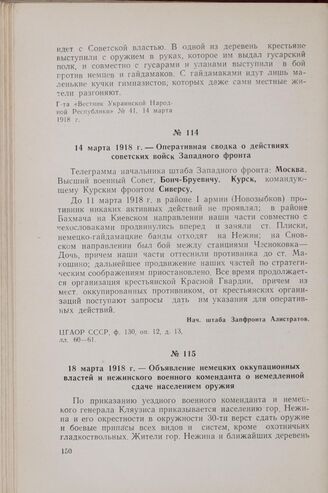 идет с Советской властью. В одной из деревень крестьяне
выступили с оружием в руках, которое им выдал гусарский
полк, и совместно с гусарами и уланами выступили в бой
против немцев и гайдамаков. С гайдамаками идут лишь ма-
ленькие кучки гимназистов, которых даже сами местные жи-
тели разгоняют.
Г-та «Вестник Украинской Народ-
ной Республики» № 41, 14 марта
1918 г.
№ 114
14 марта 1918 г. — Оперативная сводка о действиях
советских войск Западного фронта
Телеграмма начальника штаба Западного фронта: Москва,
Высший военный Совет, Бонч-Бруевичу. Курск, командую-
щему Курским фронтом Сиверсу,
До 11 марта 1918 г. в районе I армии (Новозыбков) про-
тивник никаких активных действий не проявлял; в районе
Бахмача на Киевском направлении наши части совместно с
чехословаками продвинулись вперед и заняли ст. Плиски,
немецко-гайдамацкие банды отходят на Нежин; на Снов-
ском направлении был бой между станциями Члсноковка—
Дочь, причем наши части оттеснили противника до ст. Ма-
кошино; дальнейшее продвижение наших частей по страте-
гическим соображениям приостановлено. Все время продолжает-
ся организация крестьянской Красной Гвардии, причем из
мест, оккупированных противником, от крестьянских органи-
заций поступают запросы дать им указания для оператив-
ных действий.
Нач. штаба Запфронта Алистратов.
ЦГАОР СССР, ф. 130, оп. 12, д. 13,
лл. 60—61.
№ 115
18 марта 1918 г. — Объявление немецких оккупационных
властей и нежинского военного коменданта о немедленной
сдаче населением оружия
По приказанию уездного военного коменданта и немец-
кого генерала Кляузиса приказывается населению гор. Нежи-
на и его окрестности в окружности 30-ти верст сдать оружие
и боевые припасы всех видов и систем, кроме охотничьих
гладкоствольных. Жители гор. Нежина и ближайших деревень
150